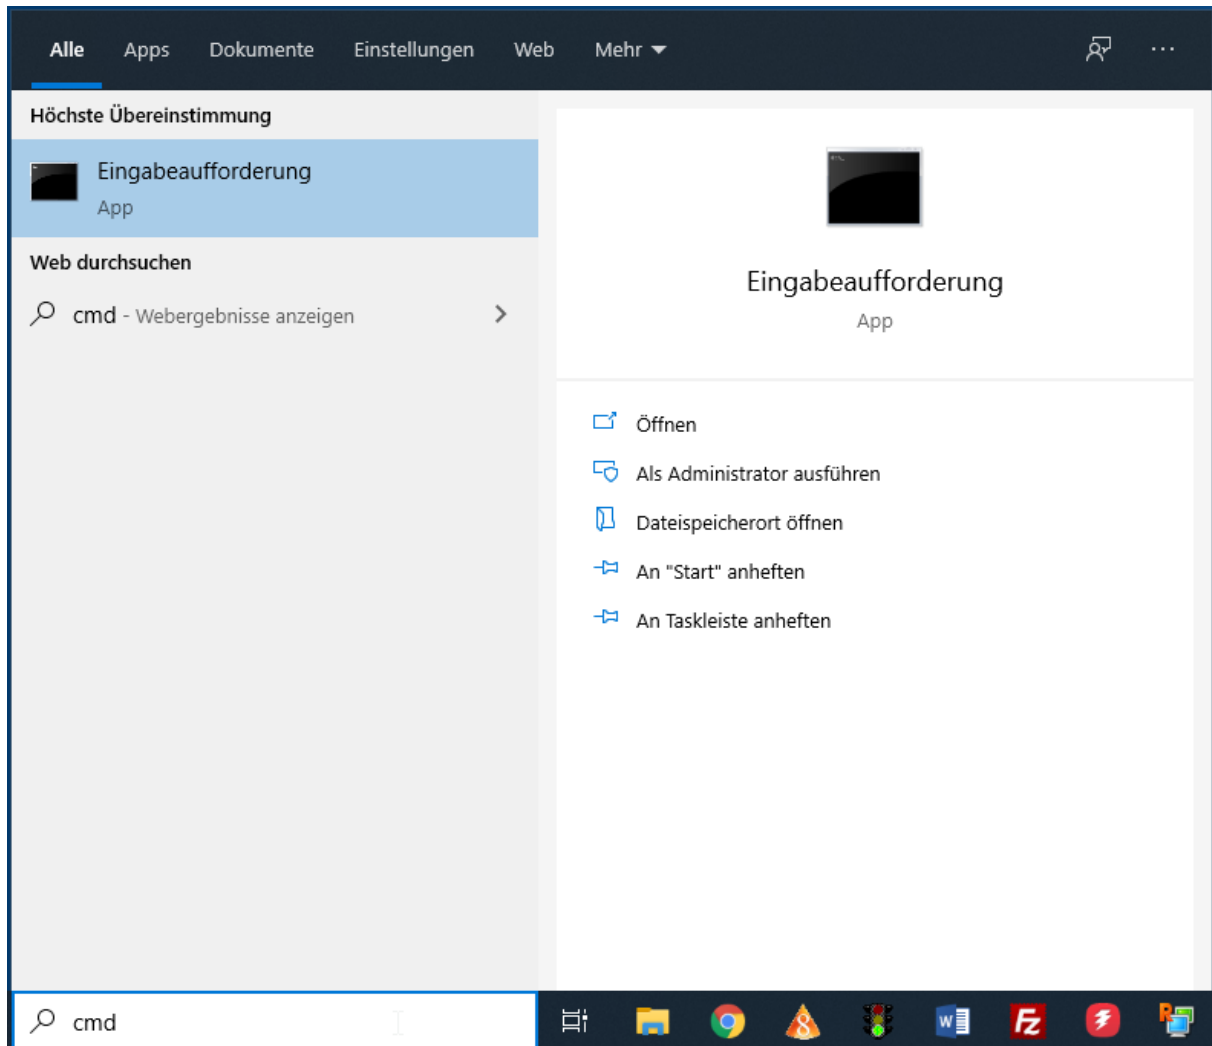 Alle Apps Dokumente Einstellungen Web Mehr
Höchste Übereinstimmung
Eingabeaufforderung
App
Web durchsuchen
cmd - Webergebnisse anzeigen
Eingabeaufforderung
App
Öffnen
Als Administrator ausführen
Dateispeicherort öffnen
An "Start" anheften
An Taskleiste anheften
cmd